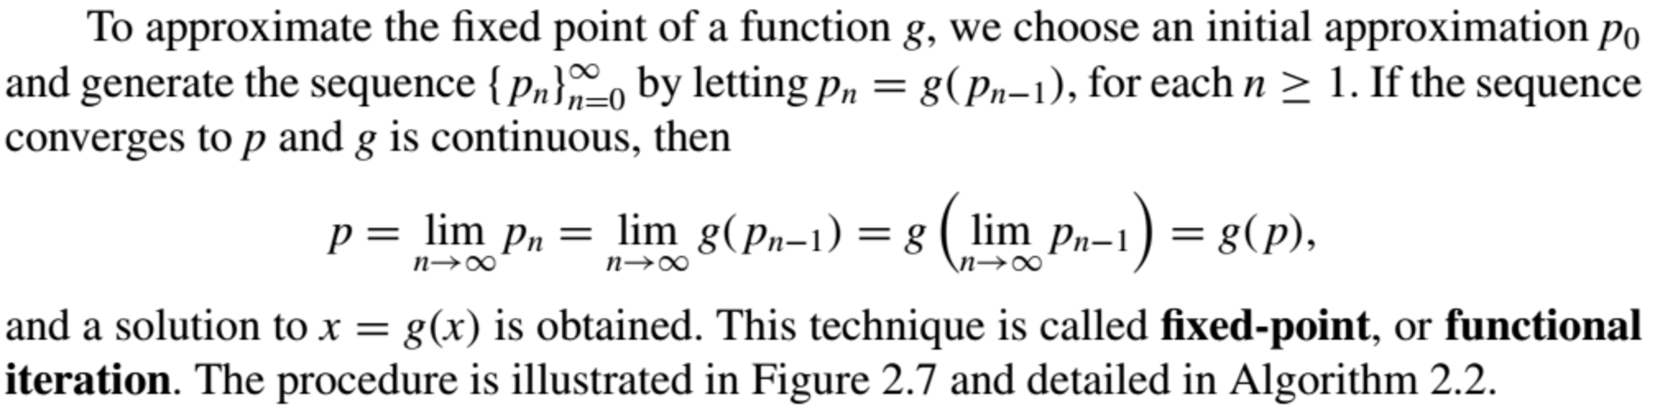 To approximate the fixed point of a function g, we choose an initial approximation p₀
and generate the sequence {pₙ}∞ₙ₌₀ by letting pₙ = g(pₙ₋₁), for each n ≥ 1. If the sequence
converges to p and g is continuous, then
p = lim n→∞ pₙ = lim n→∞ g(pₙ₋₁) = g ( lim n→∞ pₙ₋₁ ) = g(p),
and a solution to x = g(x) is obtained. This technique is called fixed-point, or functional
iteration. The procedure is illustrated in Figure 2.7 and detailed in Algorithm 2.2.